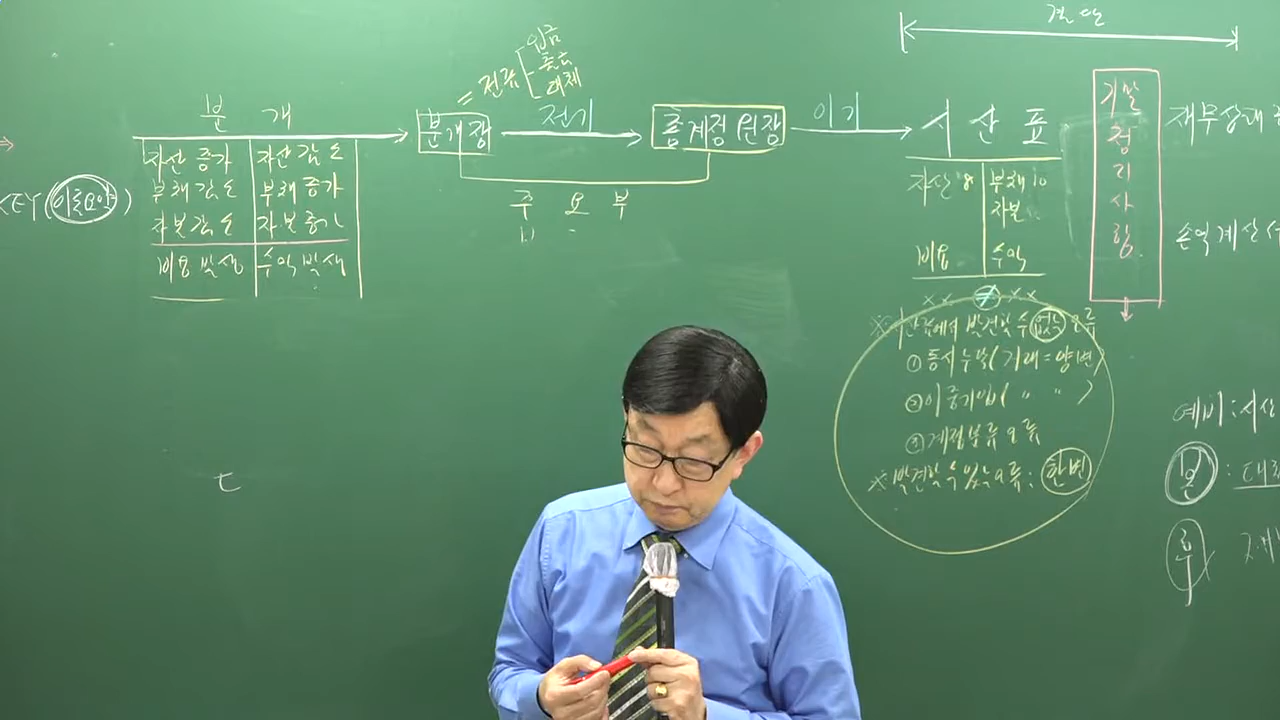 결산
입금
출금
대체
= 전표
분 개
분개장
전기
총계정원장
이기
시 산 표
기말정리사항
재무상태
자산증가 자산감소
부채감소 부채증가
자본감소 자본증가
비용발생 수익발생
KEY(
주 요 부
자산 8 부채 10
자본
비용 수익
손익계산서
× × ≠ × ×
※ 시산표에서 발견할 수 없는 오류
① 동시누락(거래=양변)
② 이중기입( 〃 〃 )
③ 계정분류오류
※ 발견할 수 있는 오류: 한변
예비:시산
본 :
부
t